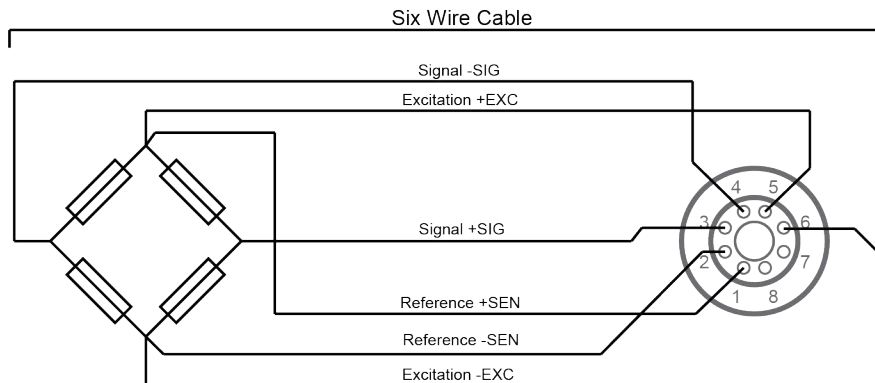 Six Wire Cable
Signal -SIG
Excitation +EXC
4 5
3 6
Signal +SIG
2 7
1 8
Reference +SEN
Reference -SEN
Excitation -EXC